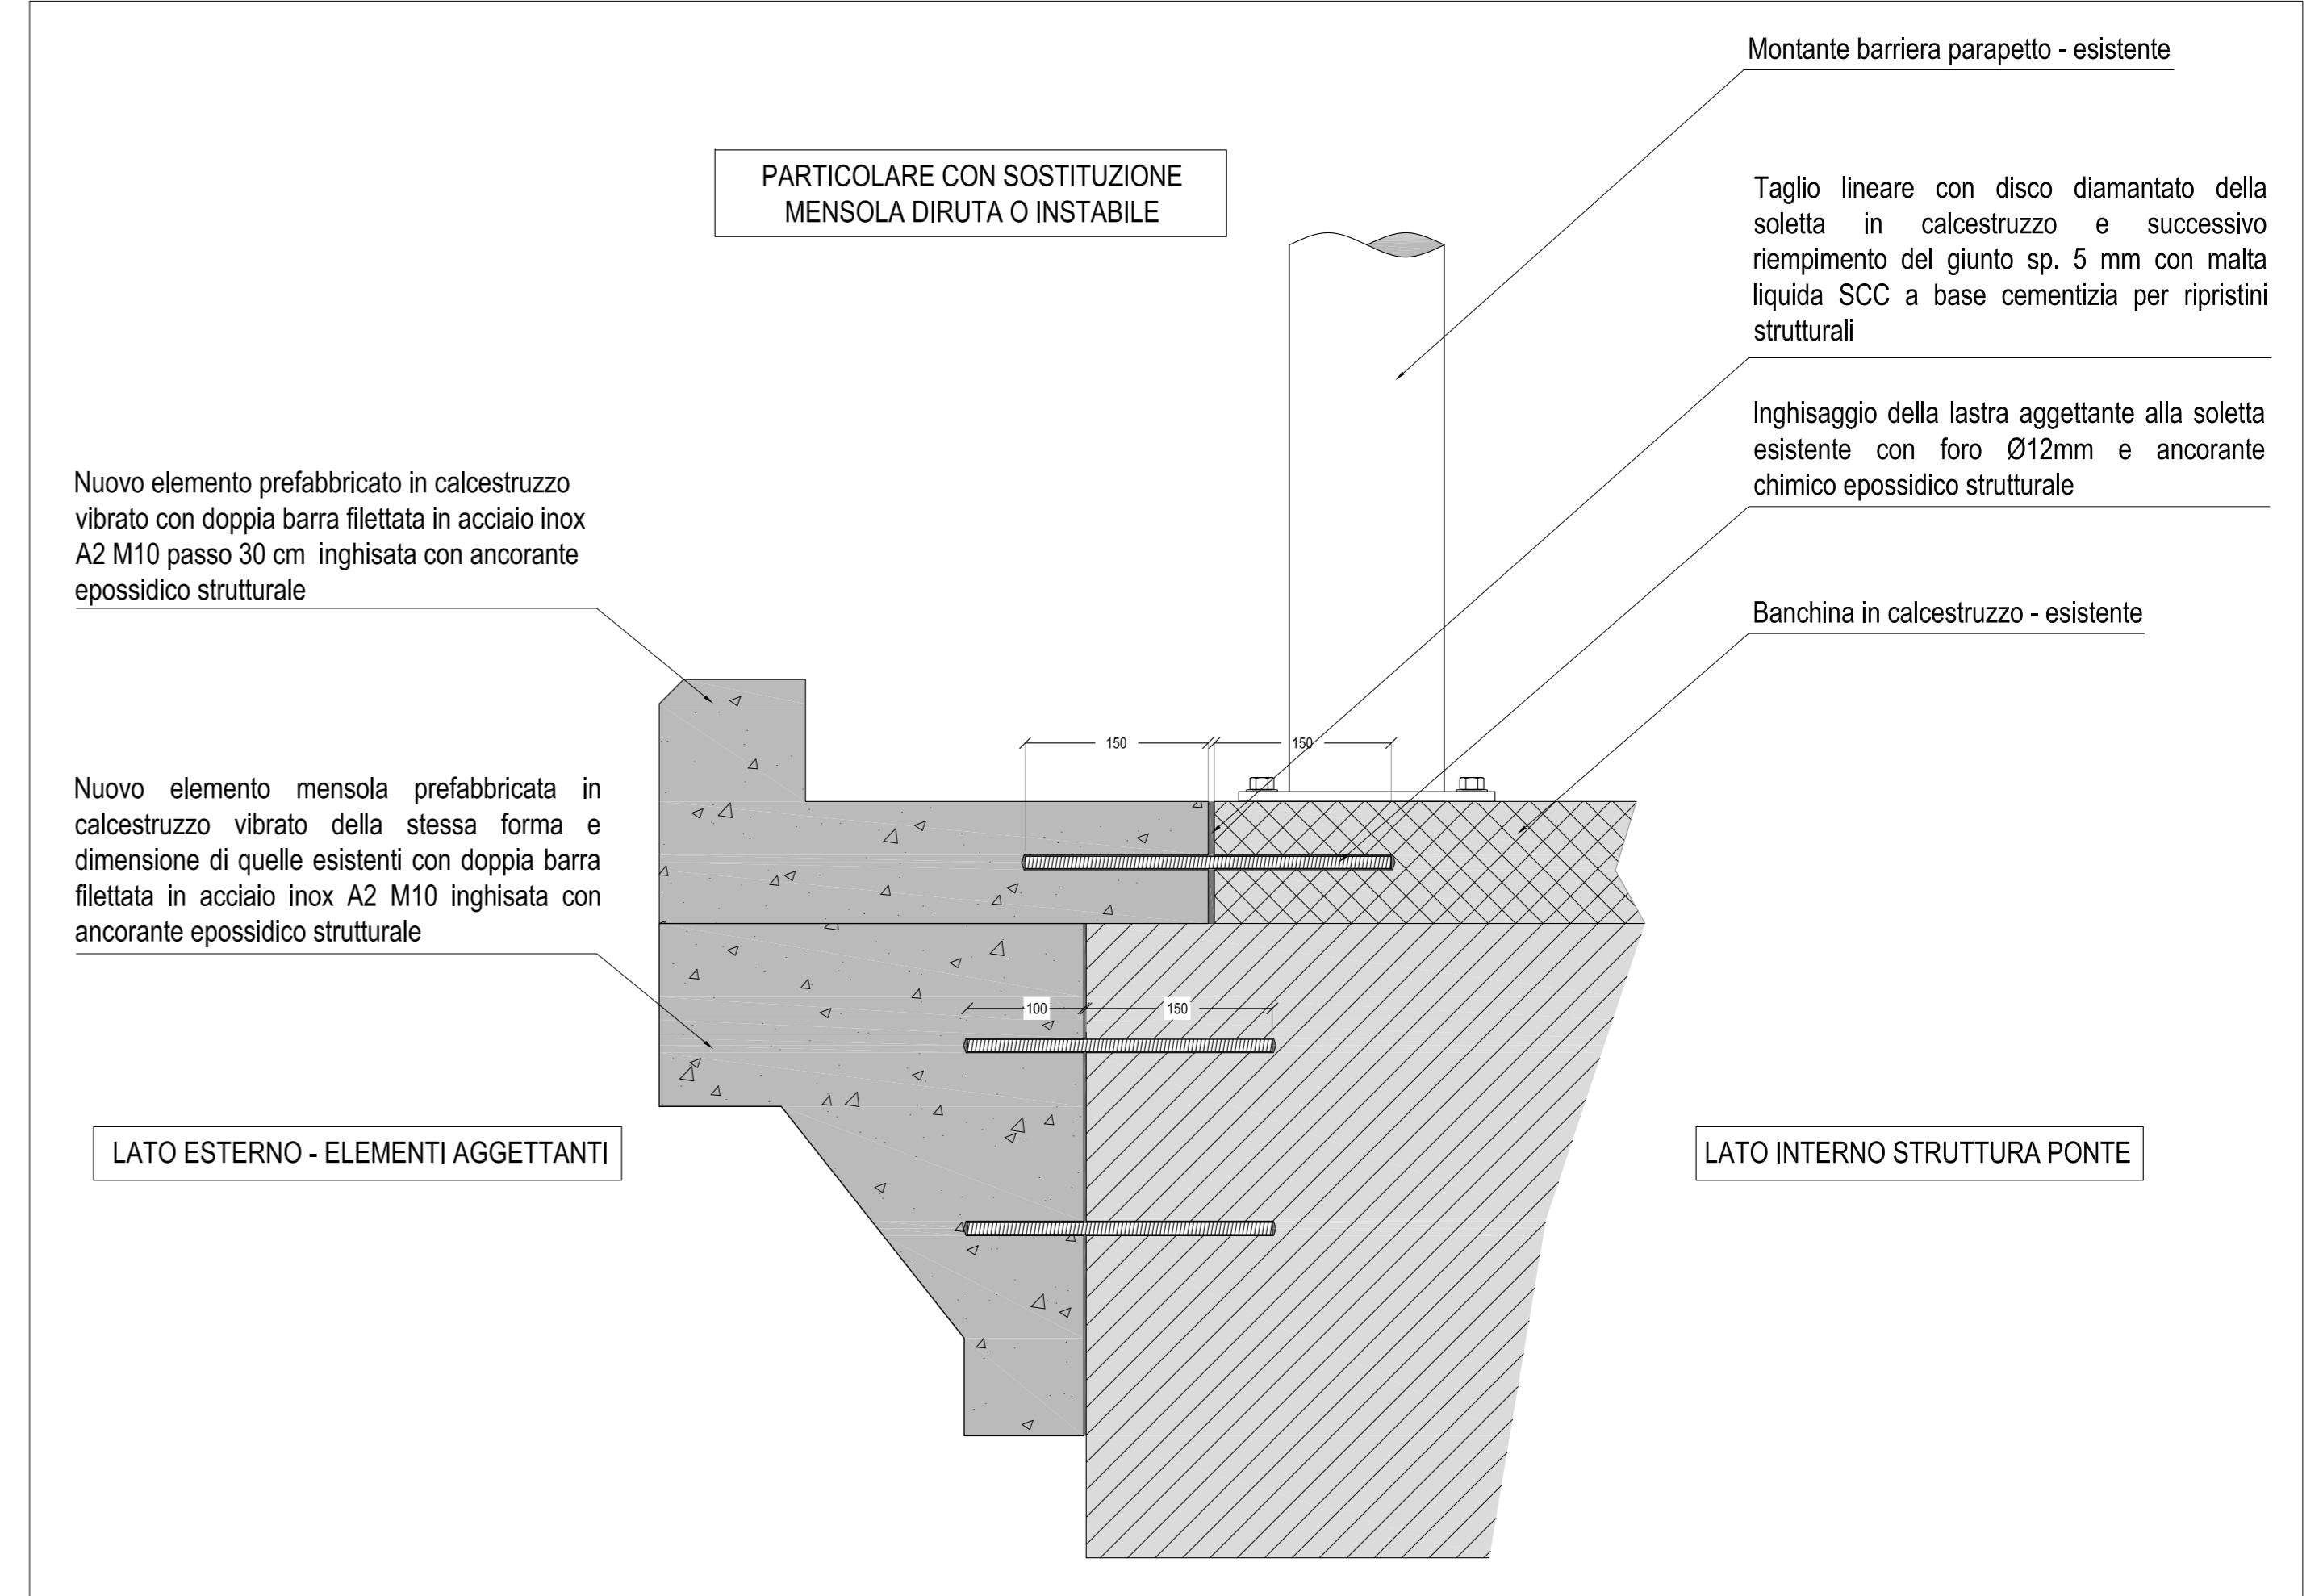 Montante barriera parapetto - esistente
PARTICOLARE CON SOSTITUZIONE
MENSOLA DIRUTA O INSTABILE
Taglio lineare con disco diamantato della
soletta in calcestruzzo e successivo
riempimento del giunto sp. 5 mm con malta
liquida SCC a base cementizia per ripristini
strutturali
Inghisaggio della lastra aggettante alla soletta
esistente con foro Ø12mm e ancorante
chimico epossidico strutturale
Nuovo elemento prefabbricato in calcestruzzo
vibrato con doppia barra filettata in acciaio inox
A2 M10 passo 30 cm inghisata con ancorante
epossidico strutturale
Banchina in calcestruzzo - esistente
150
150
Nuovo elemento mensola prefabbricata in
calcestruzzo vibrato della stessa forma e
dimensione di quelle esistenti con doppia barra
filettata in acciaio inox A2 M10 inghisata con
ancorante epossidico strutturale
100
150
LATO ESTERNO - ELEMENTI AGGETTANTI
LATO INTERNO STRUTTURA PONTE